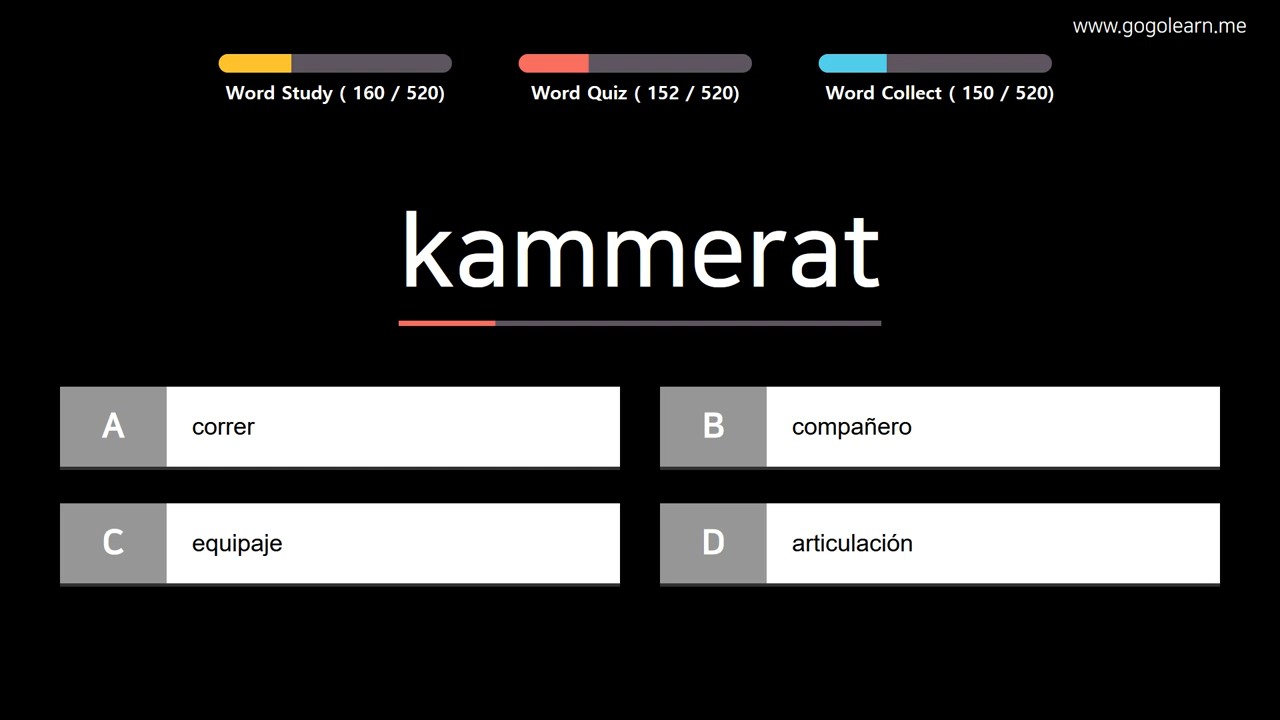 www.gogolearn.me
Word Study ( 160 / 520)
Word Quiz ( 152 / 520)
Word Collect ( 150 / 520)
kammerat
A correr
B compañero
C equipaje
D articulación